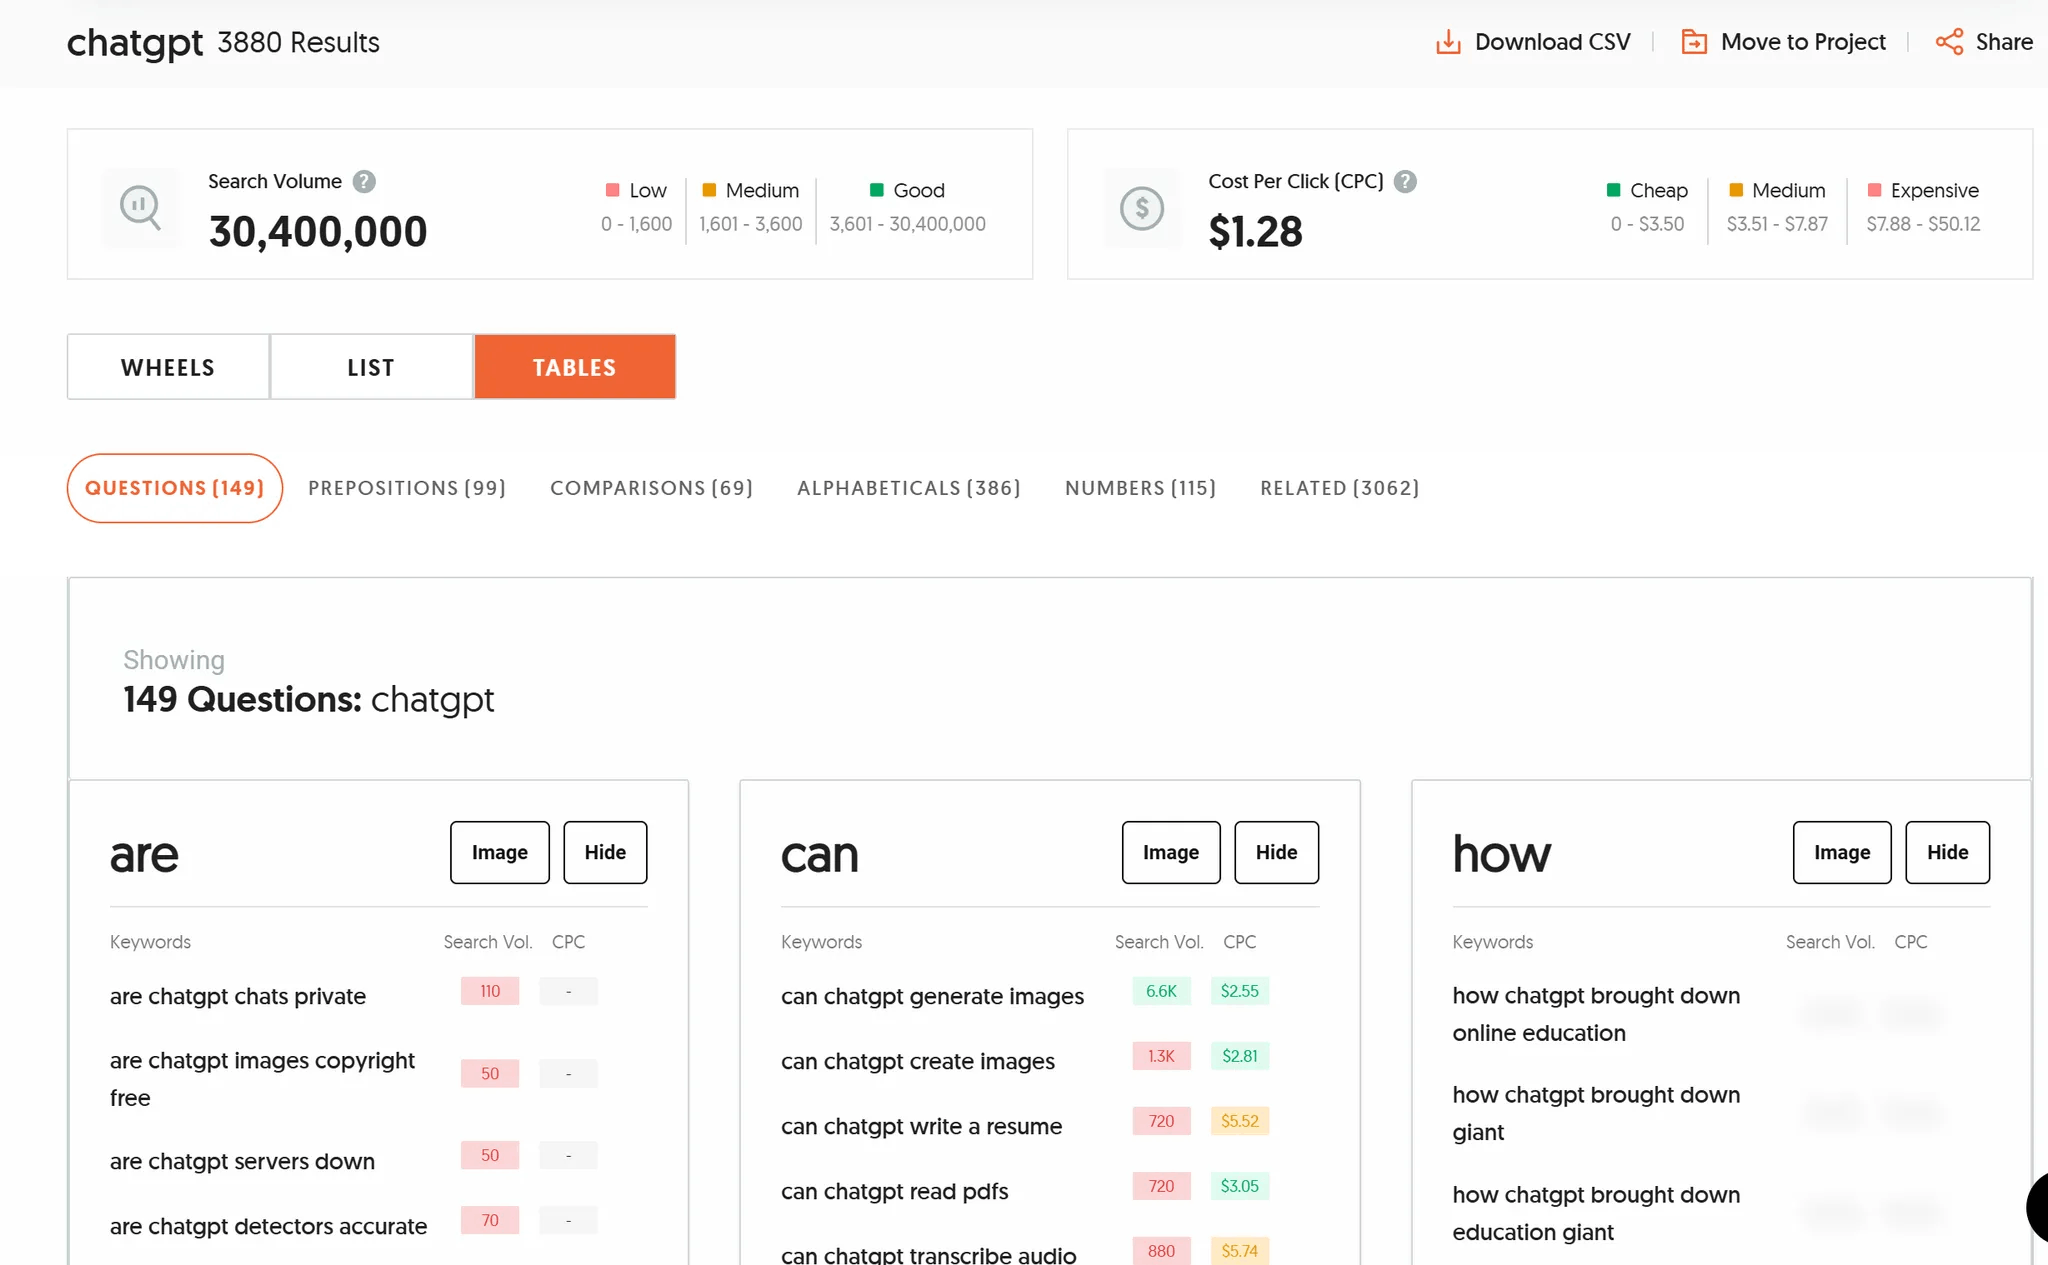 chatgpt 3880 Results
Download CSV
Move to Project
Share
Search Volume ?
30,400,000
Low
0 - 1,600
Medium
1,601 - 3,600
Good
3,601 - 30,400,000
$
Cost Per Click (CPC) ?
$1.28
Cheap
0 - $3.50
Medium
$3.51 - $7.87
Expensive
$7.88 - $50.12
WHEELS
LIST
TABLES
QUESTIONS (149)
PREPOSITIONS (99)
COMPARISONS (69)
ALPHABETICALS (386)
NUMBERS (115)
RELATED (3062)
Showing
149 Questions: chatgpt
are
Image
Hide
Keywords Search Vol. CPC
are chatgpt chats private 110 -
are chatgpt images copyright
free 50 -
are chatgpt servers down 50 -
are chatgpt detectors accurate 70 -
can
Image
Hide
Keywords Search Vol. CPC
can chatgpt generate images 6.6K $2.55
can chatgpt create images 1.3K $2.81
can chatgpt write a resume 720 $5.52
can chatgpt read pdfs 720 $3.05
can chatgpt transcribe audio 880 $5.74
how
Image
Hide
Keywords Search Vol. CPC
how chatgpt brought down
online education
how chatgpt brought down
giant
how chatgpt brought down
education giant